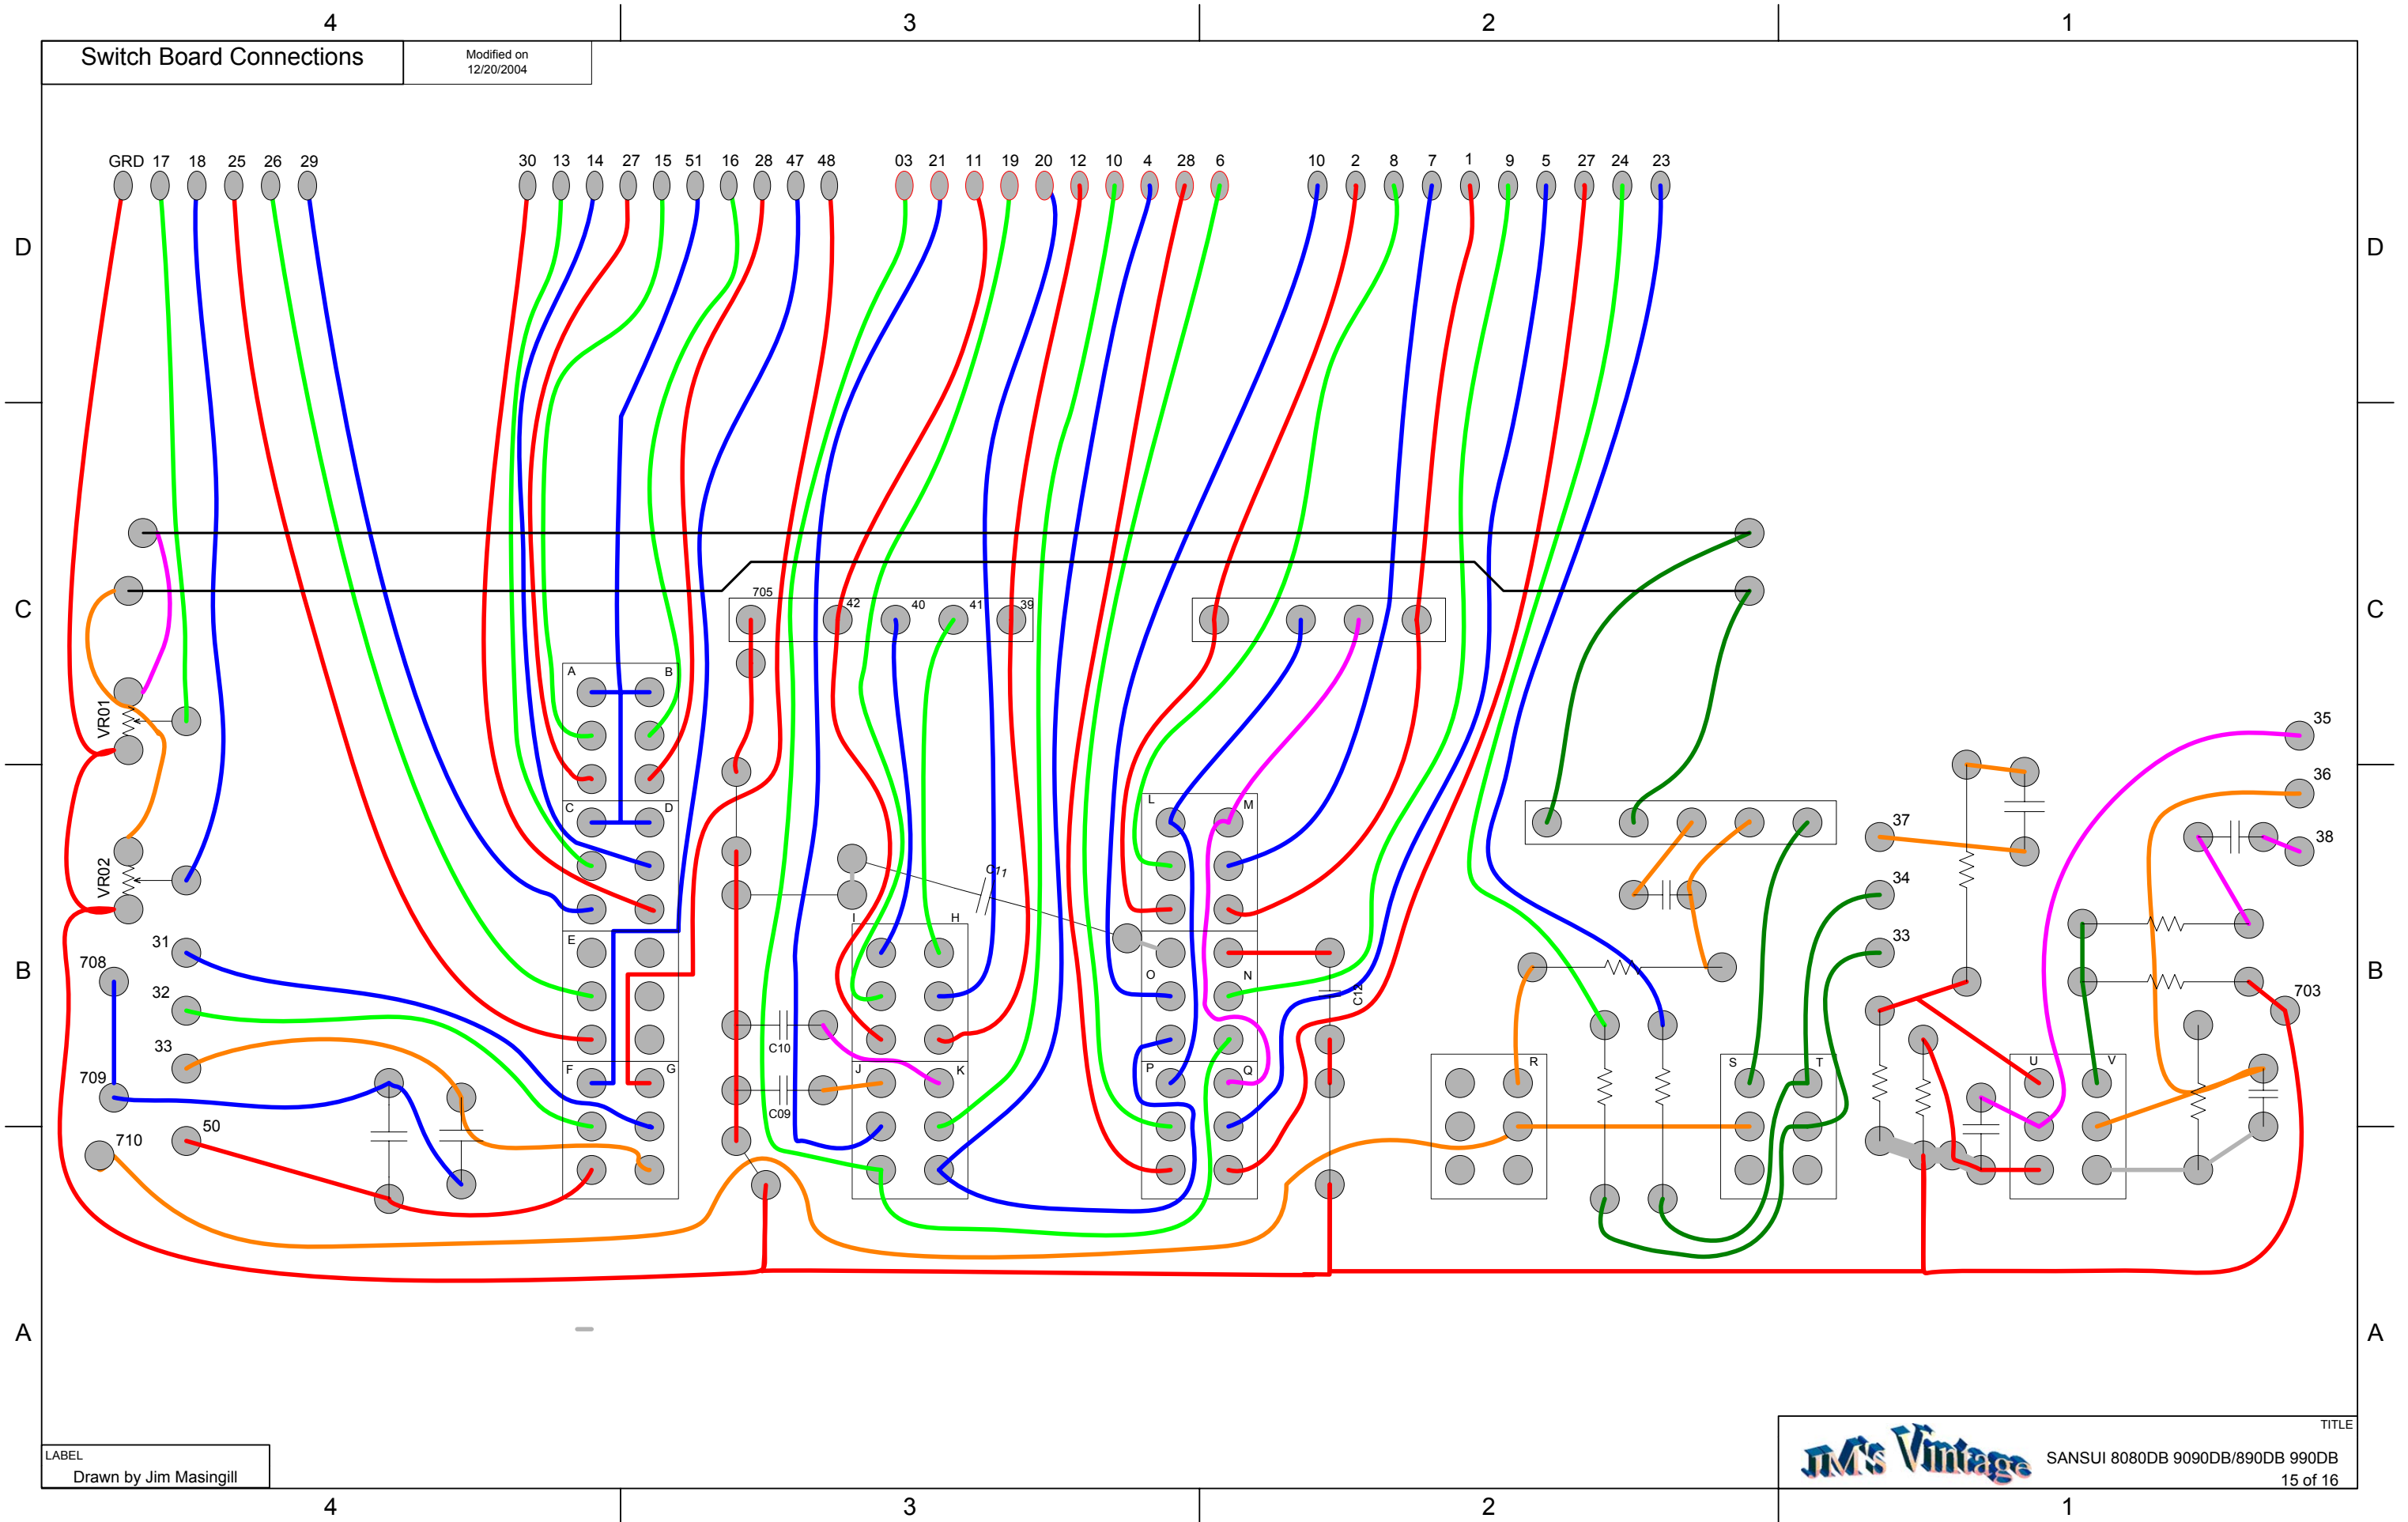 4 3 2 1
Switch Board Connections
Modified on
12/20/2004
GRD 17 18 25 26 29 30 13 14 27 15 51 16 28 47 48 03 21 11 19 20 12 10 4 28 6 10 2 8 7 1 9 5 27 24 23
D D
C C
705 42 40 41 39
A B
VR01
35
36
C D
L M
37
38
VR02
C11
34
I H
E
31
33
708
O N
32
C12
703
C10
33
R
S T
U V
709
F G
J K
P Q
C09
50
710
A A
B B
LABEL
Drawn by Jim Masingill
TITLE
JM's Vintage
SANSUI 8080DB 9090DB/890DB 990DB
15 of 16
4 3 2 1